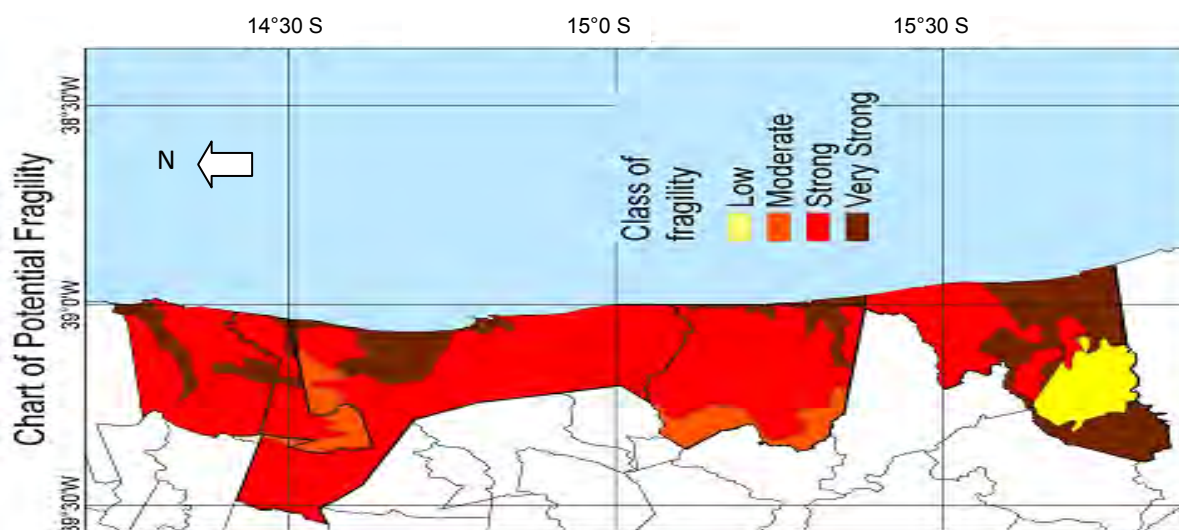 14°30 S
15°0 S
15°30 S
Chart of Potential Fragility
38°30'W
39°0'W
39°30'W
N
Class of
fragility
Low
Moderate
Strong
Very Strong